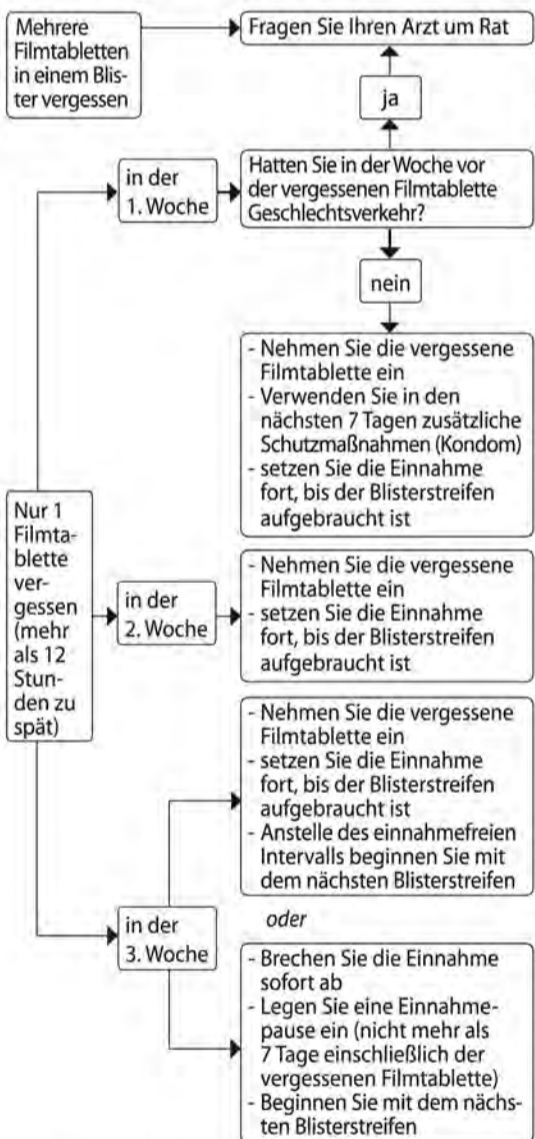 Mehrere
Filmtabletten
in einem Blis-
ter vergessen
Fragen Sie Ihren Arzt um Rat
ja
in der
1. Woche
Hatten Sie in der Woche vor
der vergessenen Filmtablette
Geschlechtsverkehr?
nein
- Nehmen Sie die vergessene
Filmtablette ein
- Verwenden Sie in den
nächsten 7 Tagen zusätzliche
Schutzmaßnahmen (Kondom)
- setzen Sie die Einnahme
fort, bis der Blisterstreifen
aufgebraucht ist
Nur 1
Filmta-
blette
ver-
gessen
(mehr
als 12
Stun-
den zu
spät)
in der
2. Woche
- Nehmen Sie die vergessene
Filmtablette ein
- setzen Sie die Einnahme
fort, bis der Blisterstreifen
aufgebraucht ist
in der
3. Woche
- Nehmen Sie die vergessene
Filmtablette ein
- setzen Sie die Einnahme
fort, bis der Blisterstreifen
aufgebraucht ist
- Anstelle des einnahmefreien
Intervalls beginnen Sie mit
dem nächsten Blisterstreifen
oder
- Brechen Sie die Einnahme
sofort ab
- Legen Sie eine Einnahme-
pause ein (nicht mehr als
7 Tage einschließlich der
vergessenen Filmtablette)
- Beginnen Sie mit dem nächs-
ten Blisterstreifen